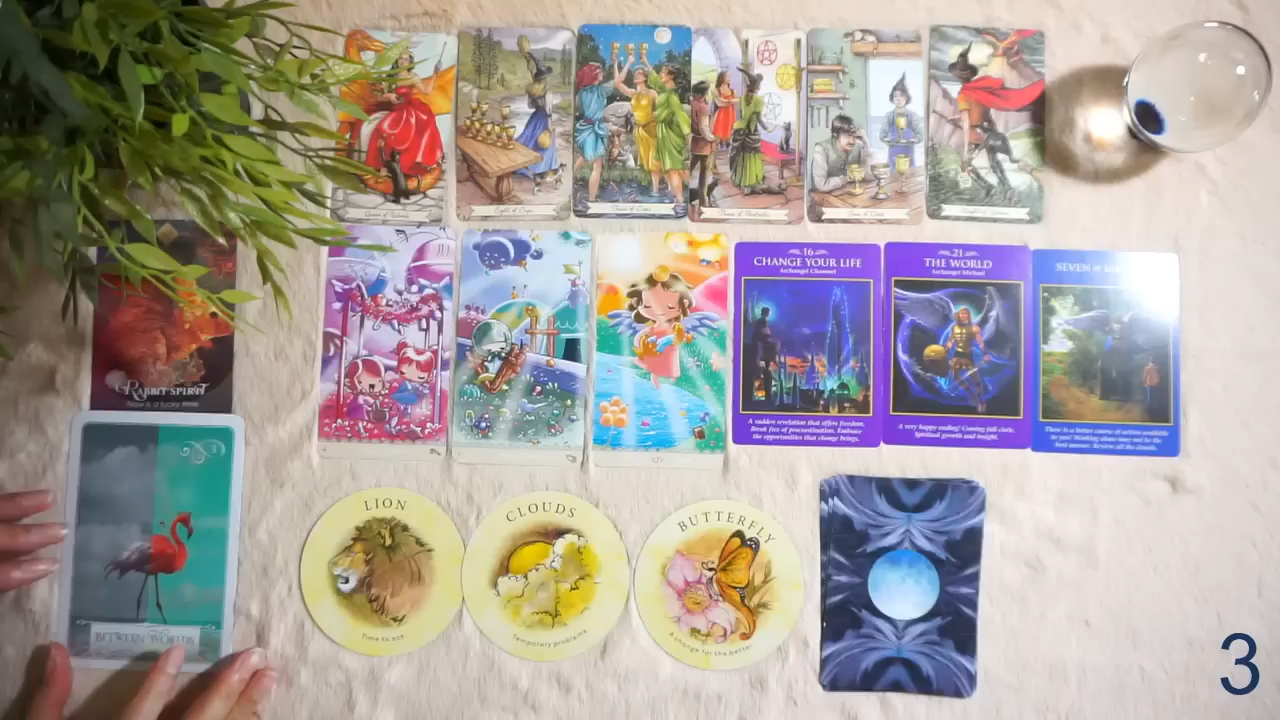 Queen of Wands
Eight of Cups
Three of Cups
Three of Pentacles
Four of Cups
16
CHANGE YOUR LIFE
Archangel Chamuel
A sudden revelation that offers freedom.
Break free of procrastination. Embrace
the opportunities that change brings.
21
THE WORLD
Archangel Michael
A very happy ending! Coming full circle.
Spiritual growth and insight.
SEVEN of
There is a better course of action available
to you! Working alone may not be the
best answer. Review all the details.
RABBIT SPIRIT
BETWEEN WORLDS
LION
Time to act
CLOUDS
Temporary problems
BUTTERFLY
A change for the better
3